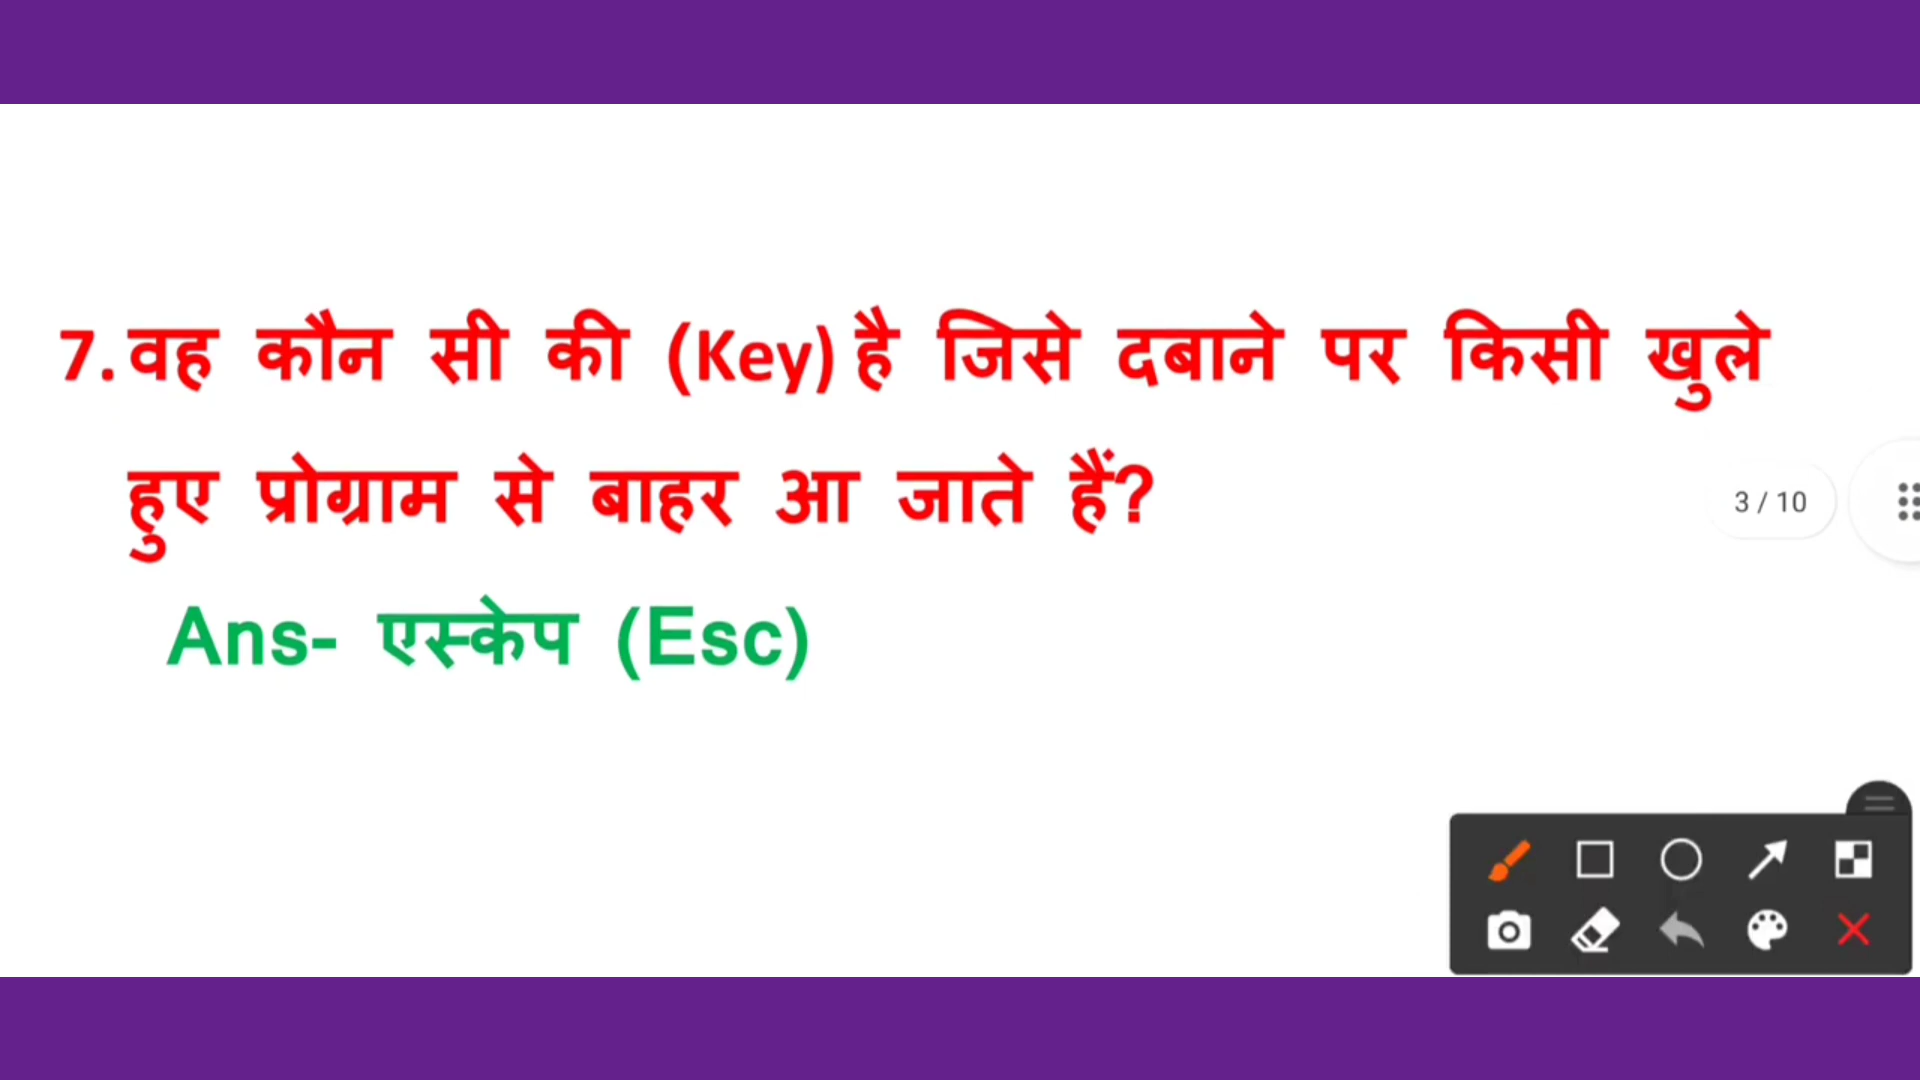 7. वह कौन सी की (Key) है जिसे दबाने पर किसी खुले
हुए प्रोग्राम से बाहर आ जाते हैं?
3 / 10
Ans- एस्केप (Esc)